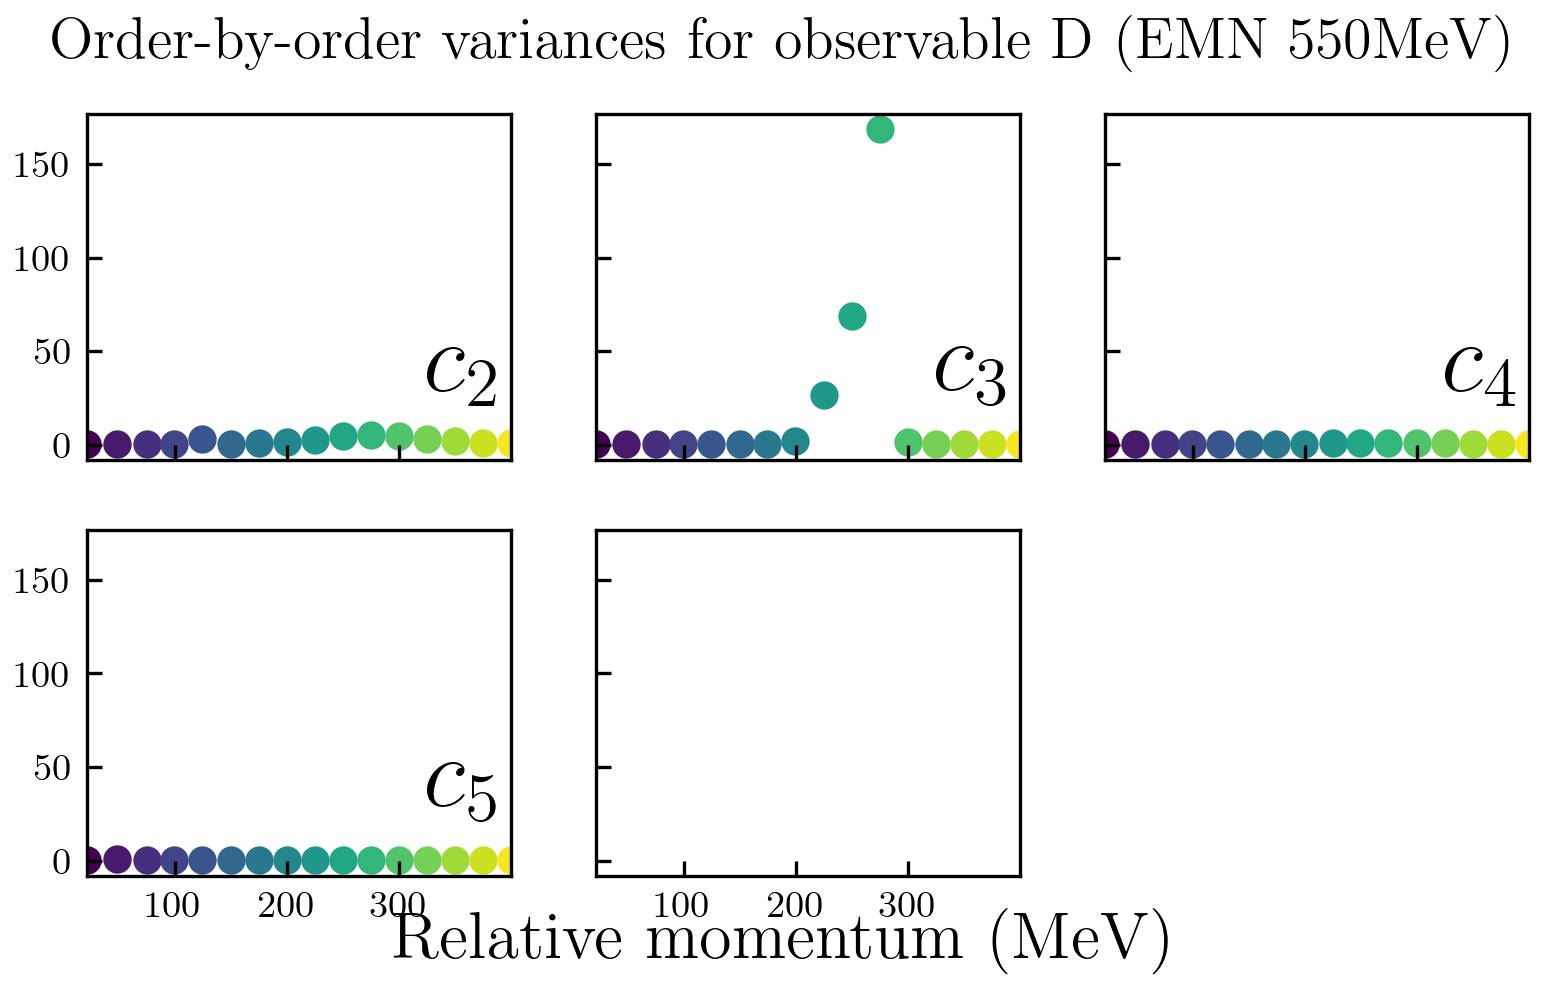 Order-by-order variances for observable D (EMN 550MeV)
150
100
50
0
c₂
c₃
c₄
150
100
50
0
c₅
100 200 300
100 200 300
Relative momentum (MeV)